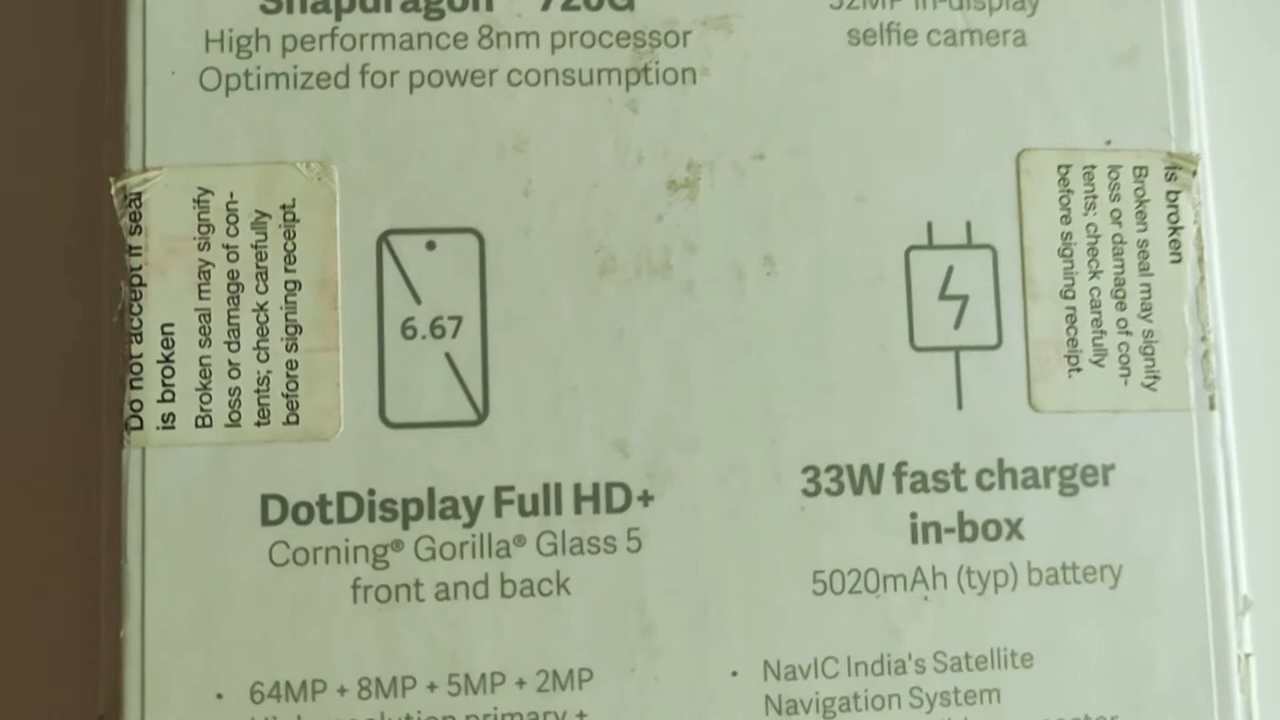 Snapdragon™ 720G
High performance 8nm processor
Optimized for power consumption
32MP in-display
selfie camera
Do not accept if seal
is broken
Broken seal may signify
loss or damage of con-
tents; check carefully
before signing receipt.
6.67
is broken
Broken seal may signify
loss or damage of con-
tents; check carefully
before signing receipt.
DotDisplay Full HD+
Corning® Gorilla® Glass 5
front and back
33W fast charger
in-box
5020mAh (typ) battery
• 64MP + 8MP + 5MP + 2MP
primary +
• NavIC India's Satellite
Navigation System